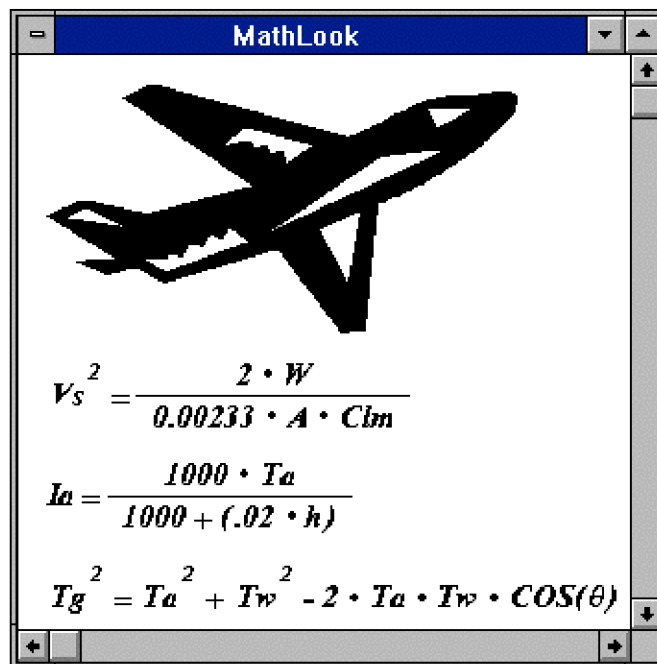 MathLook
Vs² = 2 • W / 0.00233 • A • Clm
Ia = 1000 • Ta / 1000 + (.02 • h)
Tg² = Ta² + Tw² - 2 • Ta • Tw • COS(θ)